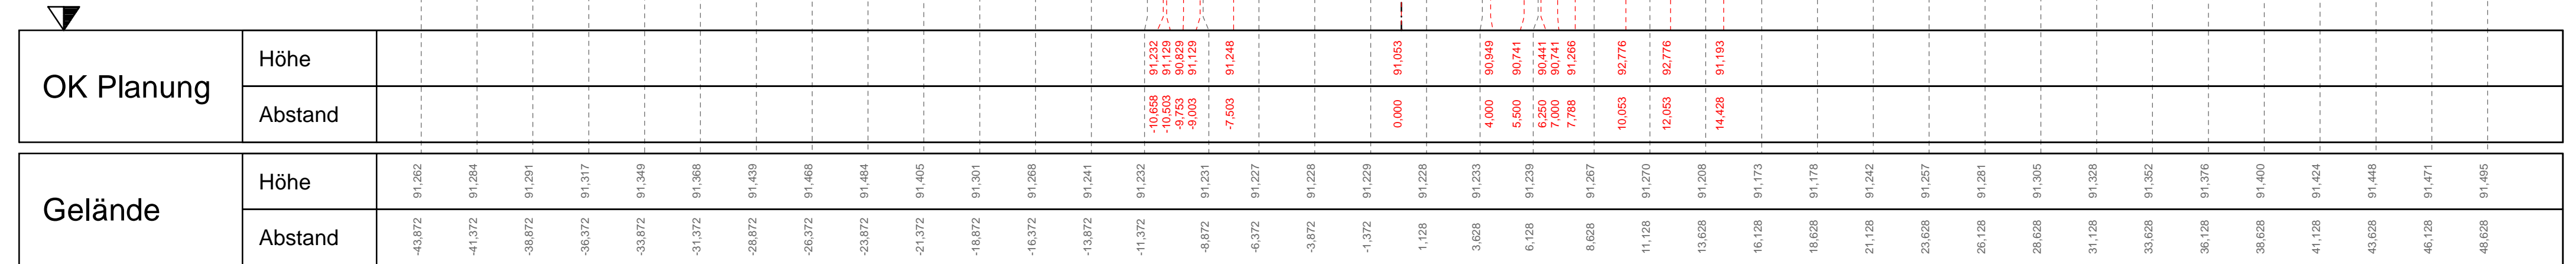 OK Planung
Höhe 91,232 91,129 90,829 91,129 91,248 91,053 90,949 90,741 90,441 90,741 91,266 92,776 92,776 91,193
Abstand -10,658 -10,503 -9,753 -9,003 -7,503 0,000 4,000 5,500 6,250 7,000 7,788 10,053 12,053 14,428
Gelände
Höhe 91,262 91,284 91,291 91,317 91,349 91,368 91,439 91,468 91,484 91,405 91,301 91,268 91,241 91,232 91,231 91,227 91,228 91,229 91,228 91,233 91,239 91,267 91,270 91,208 91,173 91,178 91,242 91,257 91,281 91,305 91,328 91,352 91,376 91,400 91,424 91,448 91,471 91,495
Abstand -43,872 -41,372 -38,872 -36,372 -33,872 -31,372 -28,872 -26,372 -23,872 -21,372 -18,872 -16,372 -13,872 -11,372 -8,872 -6,372 -3,872 -1,372 1,128 3,628 6,128 8,628 11,128 13,628 16,128 18,628 21,128 23,628 26,128 28,628 31,128 33,628 36,128 38,628 41,128 43,628 46,128 48,628